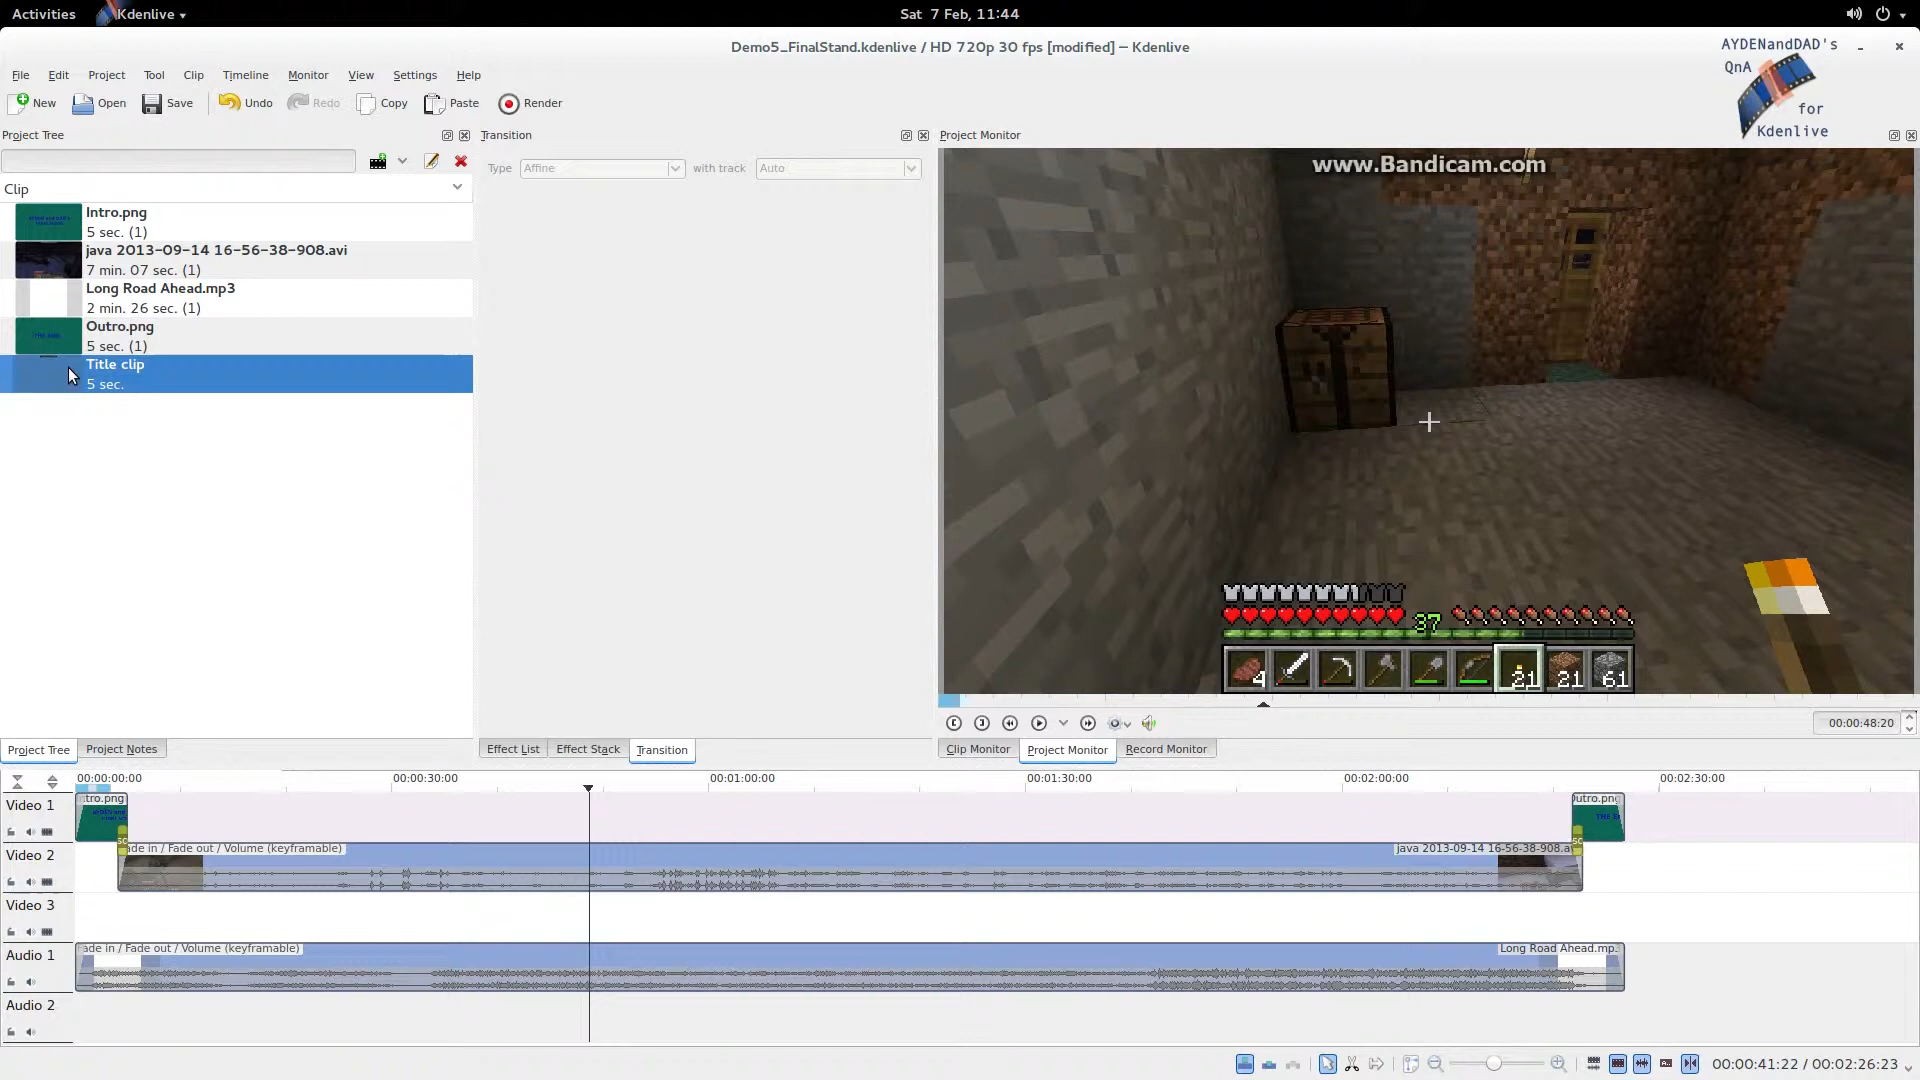 Activities Kdenlive Sat 7 Feb, 11:44
Demo5_FinalStand.kdenlive / HD 720p 30 fps [modified] — Kdenlive
AYDENandDAD's
QnA
for
Kdenlive
File Edit Project Tool Clip Timeline Monitor View Settings Help
New Open Save Undo Redo Copy Paste Render
Project Tree Transition Project Monitor
Type Affine with track Auto
www.Bandicam.com
Clip
Intro.png
5 sec. (1)
java 2013-09-14 16-56-38-908.avi
7 min. 07 sec. (1)
Long Road Ahead.mp3
2 min. 26 sec. (1)
Outro.png
5 sec. (1)
Title clip
5 sec.
37
4 21 21 61
00:00:48:20
Project Tree Project Notes Effect List Effect Stack Transition Clip Monitor Project Monitor Record Monitor
00:00:00:00 00:00:30:00 00:01:00:00 00:01:30:00 00:02:00:00 00:02:30:00
Video 1 tro.png utro.png
Video 2 ade in / Fade out / Volume (keyframable) java 2013-09-14 16-56-38-908.a
Video 3
Audio 1 ade in / Fade out / Volume (keyframable) Long Road Ahead.mp
Audio 2
00:00:41:22 / 00:02:26:23